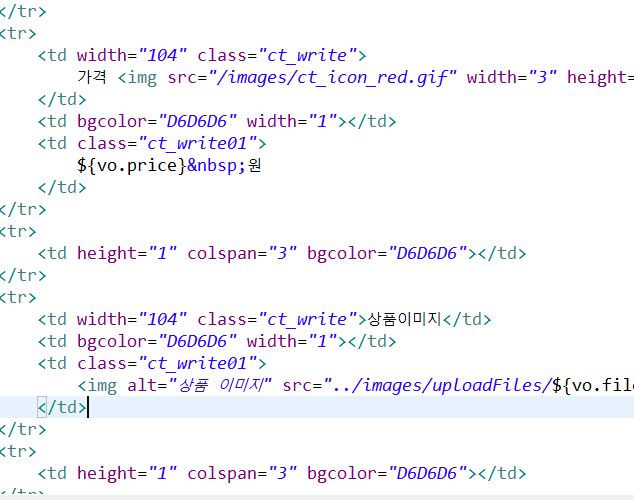 </tr>
<tr>
<td width="104" class="ct_write">
가격 <img src="/images/ct_icon_red.gif" width="3" height=
</td>
<td bgcolor="D6D6D6" width="1"></td>
<td class="ct_write01">
${vo.price}&nbsp;원
</td>
</tr>
<tr>
<td height="1" colspan="3" bgcolor="D6D6D6"></td>
</tr>
<tr>
<td width="104" class="ct_write">상품이미지</td>
<td bgcolor="D6D6D6" width="1"></td>
<td class="ct_write01">
<img alt="상품 이미지" src="../images/uploadFiles/${vo.file
</td>
</tr>
<tr>
<td height="1" colspan="3" bgcolor="D6D6D6"></td>
</tr>